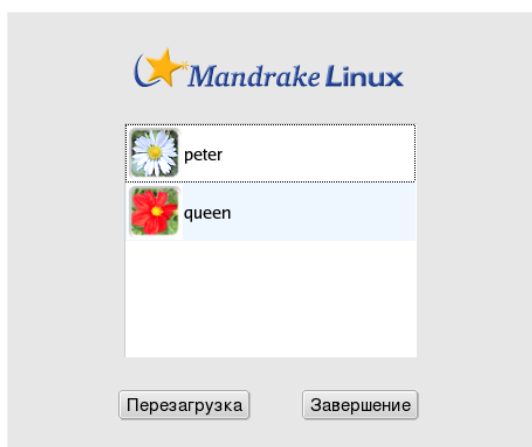 Mandrake Linux
peter
queen
Перезагрузка
Завершение